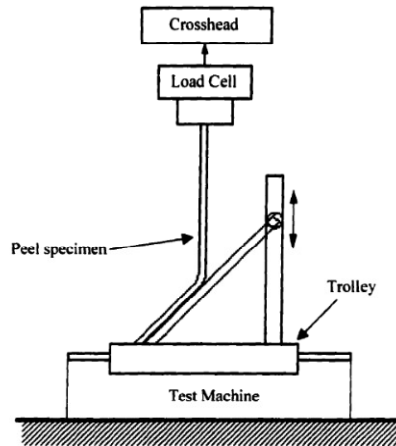 Crosshead
Load Cell
Peel specimen
Trolley
Test Machine